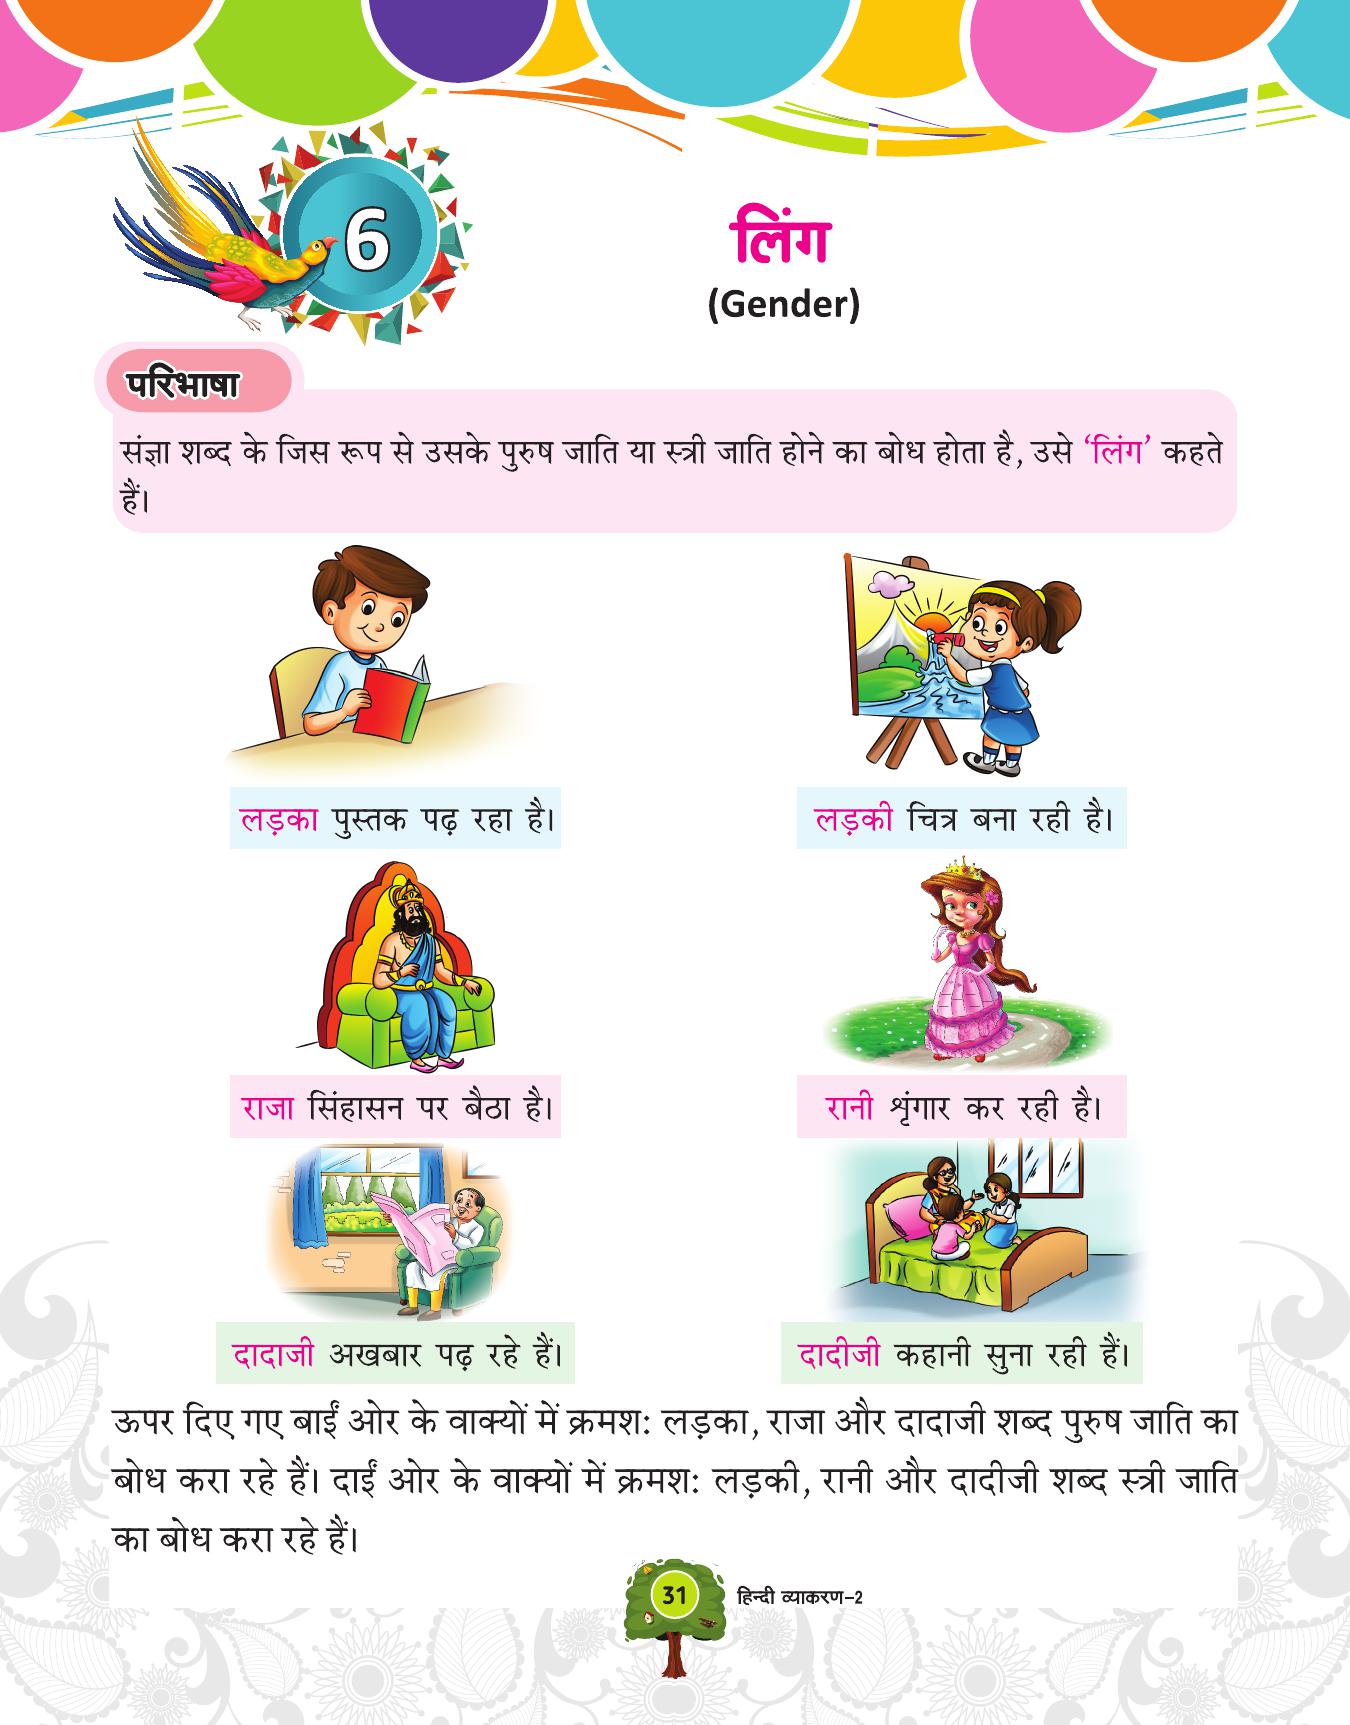 6
लिंग
(Gender)
परिभाषा
संज्ञा शब्द के जिस रूप से उसके पुरुष जाति या स्त्री जाति होने का बोध होता है, उसे ‘लिंग’ कहते
हैं।
लड़का पुस्तक पढ़ रहा है।
लड़की चित्र बना रही है।
राजा सिंहासन पर बैठा है।
रानी शृंगार कर रही है।
दादाजी अखबार पढ़ रहे हैं।
दादीजी कहानी सुना रही हैं।
ऊपर दिए गए बाईं ओर के वाक्यों में क्रमश: लड़का, राजा और दादाजी शब्द पुरुष जाति का
बोध करा रहे हैं। दाईं ओर के वाक्यों में क्रमश: लड़की, रानी और दादीजी शब्द स्त्री जाति
का बोध करा रहे हैं।
31 हिन्दी व्याकरण–2